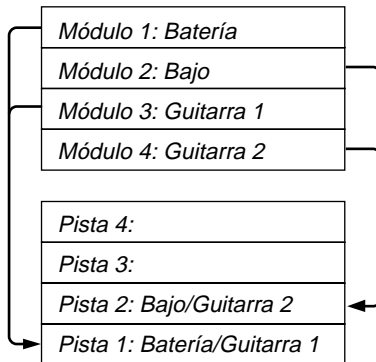 Módulo 1: Batería
Módulo 2: Bajo
Módulo 3: Guitarra 1
Módulo 4: Guitarra 2
Pista 4:
Pista 3:
Pista 2: Bajo/Guitarra 2
Pista 1: Batería/Guitarra 1